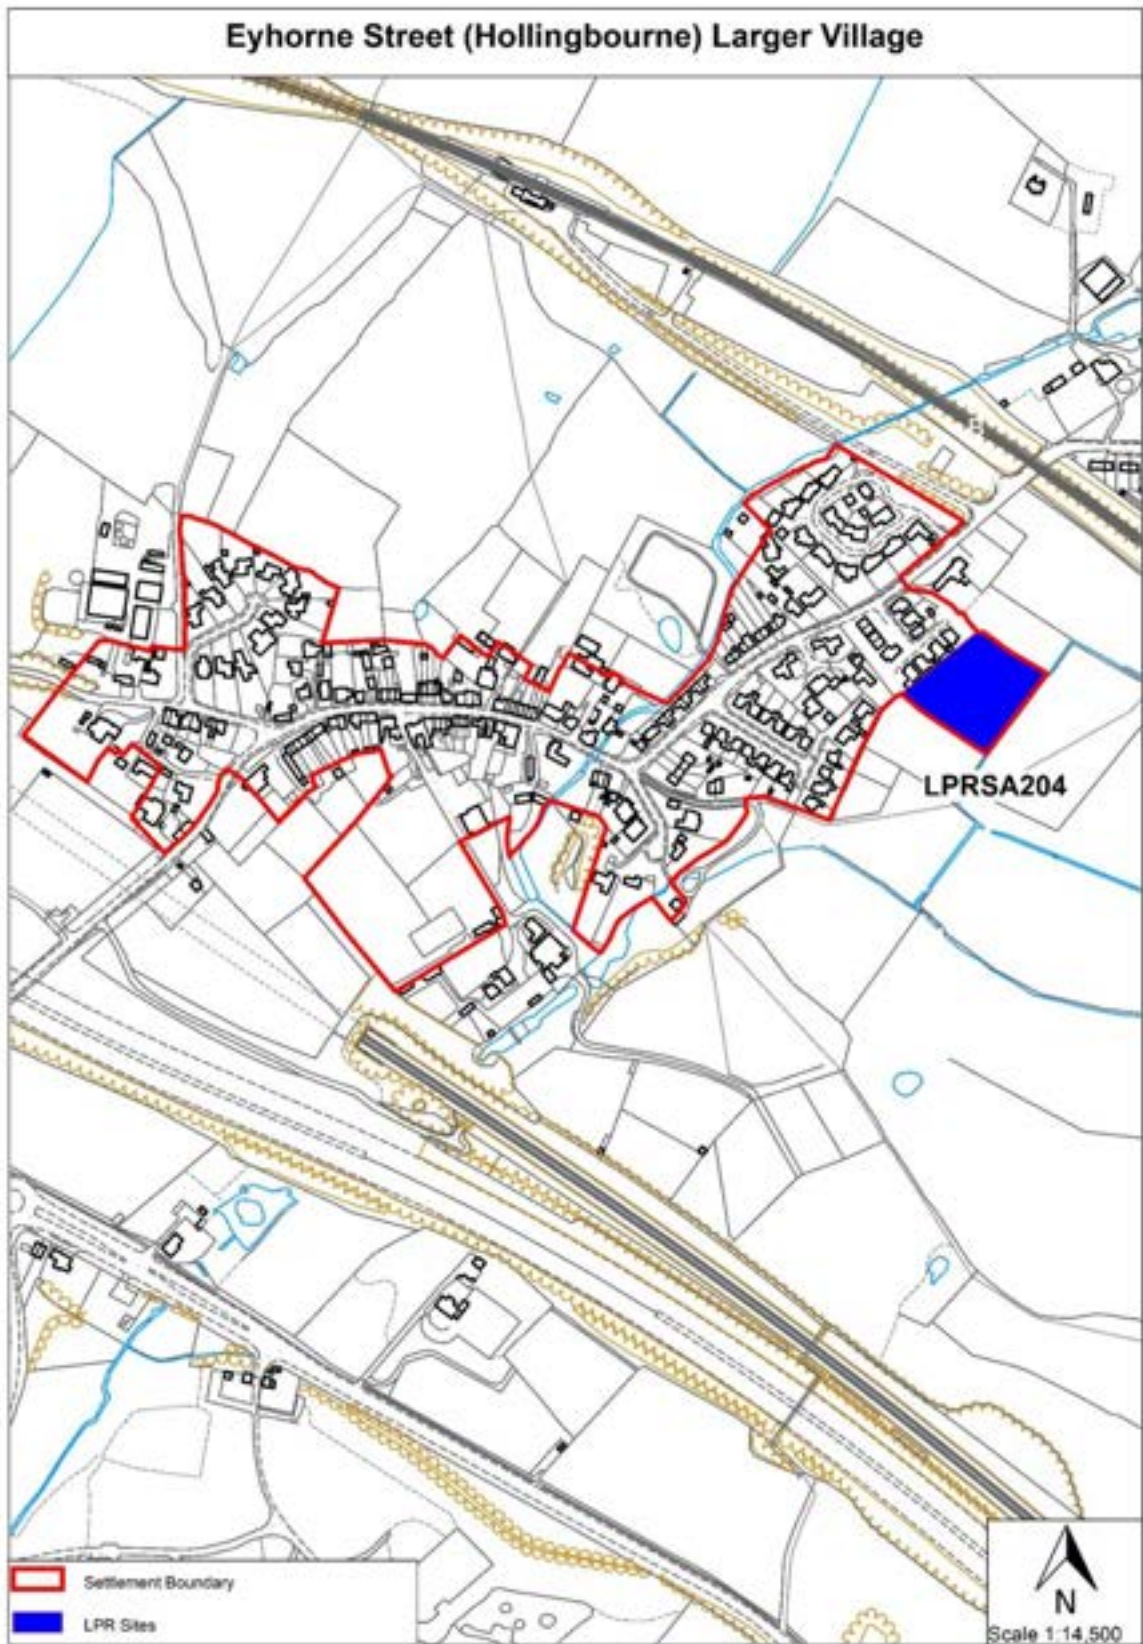 Eyhorne Street (Hollingbourne) Larger Village
LPRSA204
Settlement Boundary
LPR Sites
N
Scale 1:14,500